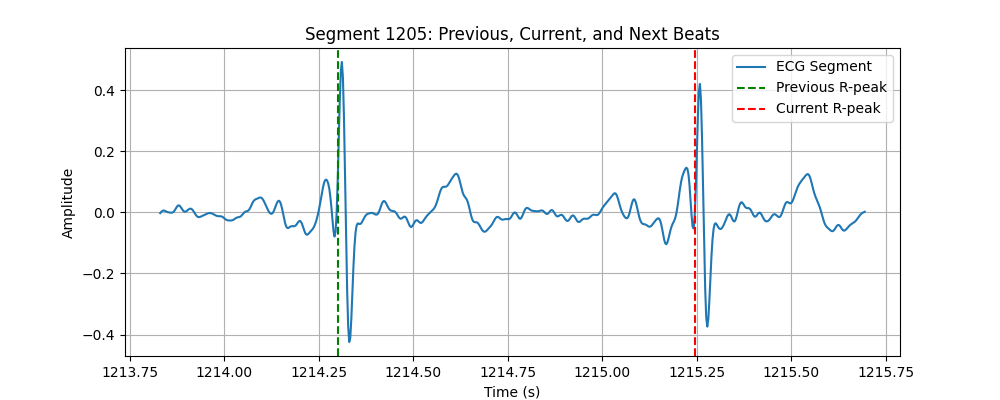 Segment 1205: Previous, Current, and Next Beats
ECG Segment
Previous R-peak
Current R-peak
Amplitude
0.4
0.2
0.0
−0.2
−0.4
1213.75 1214.00 1214.25 1214.50 1214.75 1215.00 1215.25 1215.50 1215.75
Time (s)